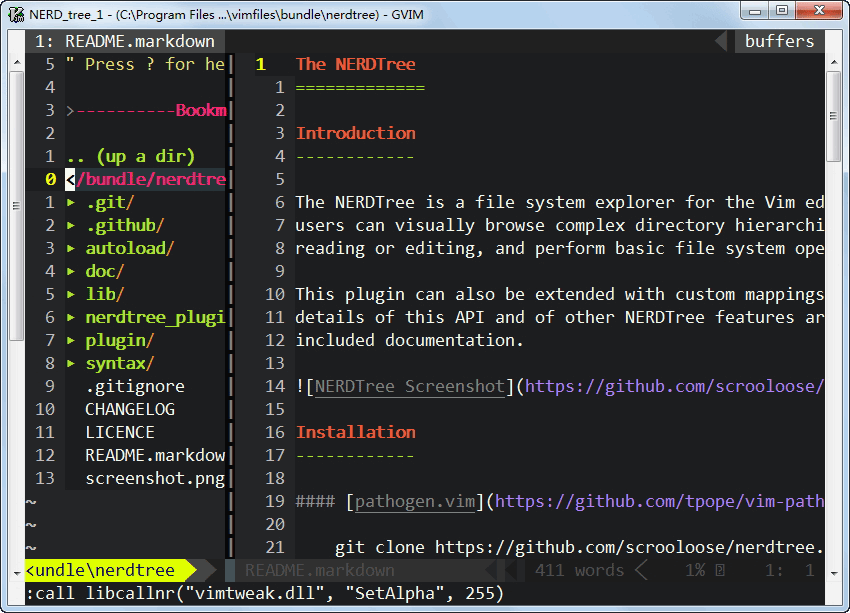 NERD_tree_1 - (C:\Program Files ...\vimfiles\bundle\nerdtree) - GVIM
1: README.markdown
buffers
5 " Press ? for he
4
3 >----------Bookm
2
1 .. (up a dir)
0 </bundle/nerdtre
1 ▸ .git/
2 ▸ .github/
3 ▸ autoload/
4 ▸ doc/
5 ▸ lib/
6 ▸ nerdtree_plugi
7 ▸ plugin/
8 ▸ syntax/
9 .gitignore
10 CHANGELOG
11 LICENCE
12 README.markdow
13 screenshot.png
~
~
~
<undle\nerdtree
1 The NERDTree
1 =============
2
3 Introduction
4 ------------
5
6 The NERDTree is a file system explorer for the Vim ed
7 users can visually browse complex directory hierarchi
8 reading or editing, and perform basic file system ope
9
10 This plugin can also be extended with custom mappings
11 details of this API and of other NERDTree features ar
12 included documentation.
13
14 ![NERDTree Screenshot](https://github.com/scrooloose/
15
16 Installation
17 ------------
18
19 #### [pathogen.vim](https://github.com/tpope/vim-path
20
21 git clone https://github.com/scrooloose/nerdtree.
README.markdown 411 words 1% 1: 1
:call libcallnr("vimtweak.dll", "SetAlpha", 255)